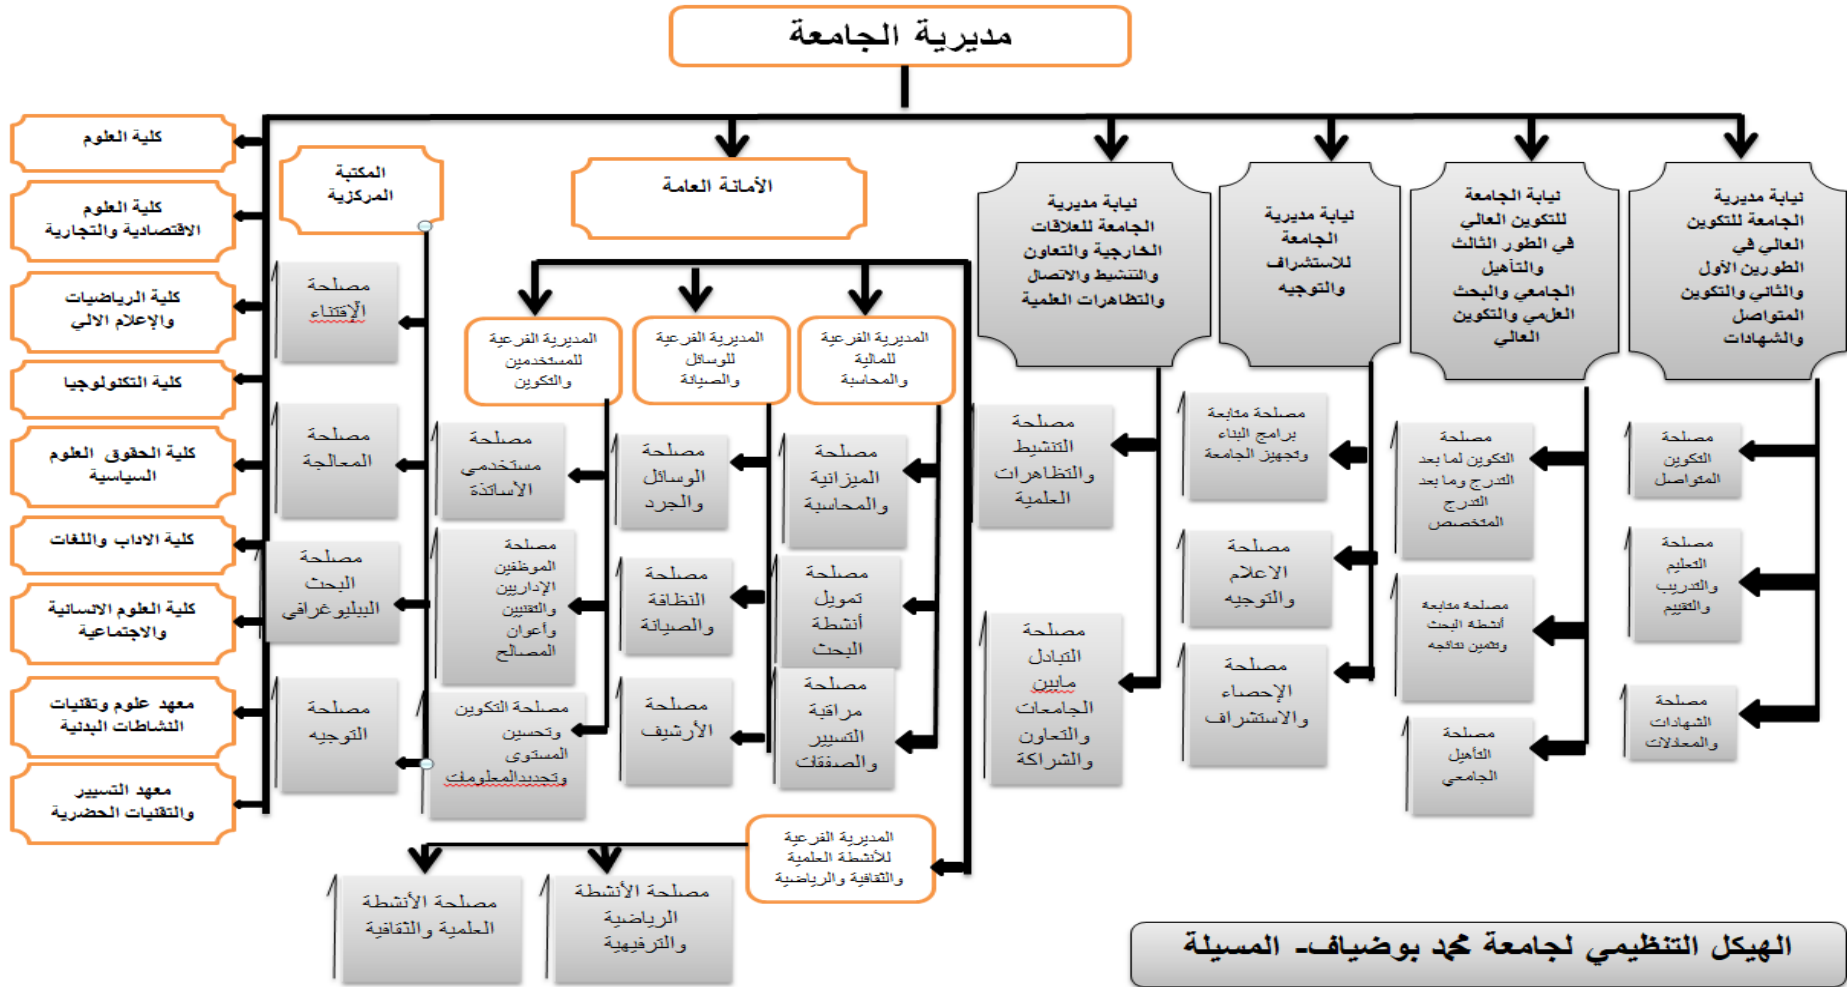 مديرية الجامعة
نيابة مديرية
الجامعة للتكوين
العالي في
الطورين الأول
والثاني والتكوين
المتواصل
والشهادات
نيابة الجامعة
للتكوين العالي
في الطور الثالث
والتأهيل
الجامعي والبحث
العلمي والتكوين
العالي
نيابة مديرية
الجامعة
للاستشراف
والتوجيه
نيابة مديرية
الجامعة للعلاقات
الخارجية والتعاون
والتنشيط والاتصال
والتظاهرات العلمية
الأمانة العامة
المكتبة
المركزية
كلية العلوم
كلية العلوم
الاقتصادية والتجارية
كلية الرياضيات
والإعلام الالي
كلية التكنولوجيا
كلية الحقوق العلوم
السياسية
كلية الاداب واللغات
كلية العلوم الانسانية
والاجتماعية
معهد علوم وتقنيات
النشاطات البدنية
معهد التسيير
والتقنيات الحضرية
مصلحة
التكوين
المتواصل
مصلحة
التعليم
والتدريب
والتقييم
مصلحة
الشهادات
والمعادلات
مصلحة
التكوين لما بعد
التدرج وما بعد
التدرج
المتخصص
مصلحة متابعة
أنشطة البحث
وتثمين نتائجه
مصلحة
التأهيل
الجامعي
مصلحة متابعة
برامج البناء
وتجهيز الجامعة
مصلحة
الاعلام
والتوجيه
مصلحة
الإحصاء
والاستشراف
مصلحة
التنشيط
والتظاهرات
العلمية
مصلحة
التبادل
مابين
الجامعات
والتعاون
والشراكة
المديرية الفرعية
للمالية
والمحاسبة
مصلحة
الميزانية
والمحاسبة
مصلحة
تمويل
أنشطة
البحث
مصلحة
مراقبة
التسيير
والصفقات
المديرية الفرعية
للوسائل
والصيانة
مصلحة
الوسائل
والجرد
مصلحة
النظافة
والصيانة
مصلحة
الأرشيف
المديرية الفرعية
للمستخدمين
والتكوين
مصلحة
مستخدمي
الأساتذة
مصلحة
الموظفين
الإداريين
والتقنيين
وأعوان
المصالح
مصلحة التكوين
وتحسين
المستوى
وتجديدالمعلومات
مصلحة
الإقتناء
مصلحة
المعالجة
مصلحة
البحث
الببليوغرافي
مصلحة
التوجيه
المديرية الفرعية
للأنشطة العلمية
والثقافية والرياضية
مصلحة الأنشطة
الرياضية
والترفيهية
مصلحة الأنشطة
العلمية والثقافية
الهيكل التنظيمي لجامعة محمد بوضياف- المسيلة